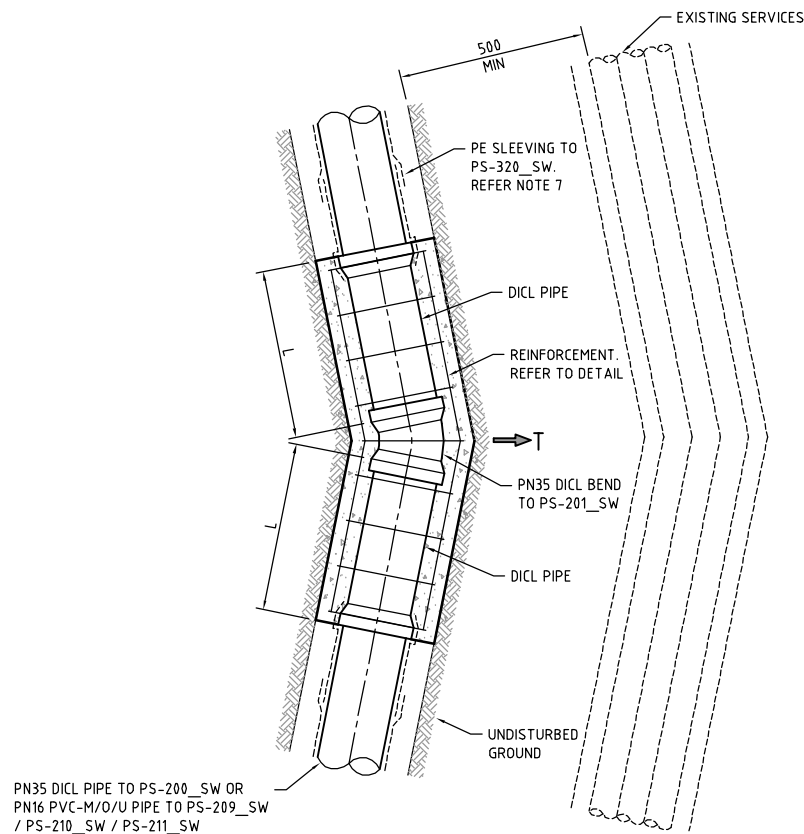 EXISTING SERVICES
500
MIN
PE SLEEVING TO
PS-320_SW.
REFER NOTE 7
DICL PIPE
L
REINFORCEMENT.
REFER TO DETAIL
T
PN35 DICL BEND
TO PS-201_SW
L
DICL PIPE
UNDISTURBED
GROUND
PN35 DICL PIPE TO PS-200_SW OR
PN16 PVC-M/O/U PIPE TO PS-209_SW
/ PS-210_SW / PS-211_SW